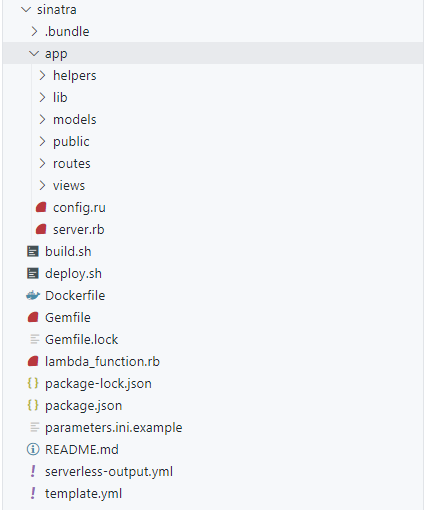 sinatra
.bundle
app
helpers
lib
models
public
routes
views
config.ru
server.rb
build.sh
deploy.sh
Dockerfile
Gemfile
Gemfile.lock
lambda_function.rb
package-lock.json
package.json
parameters.ini.example
README.md
serverless-output.yml
template.yml